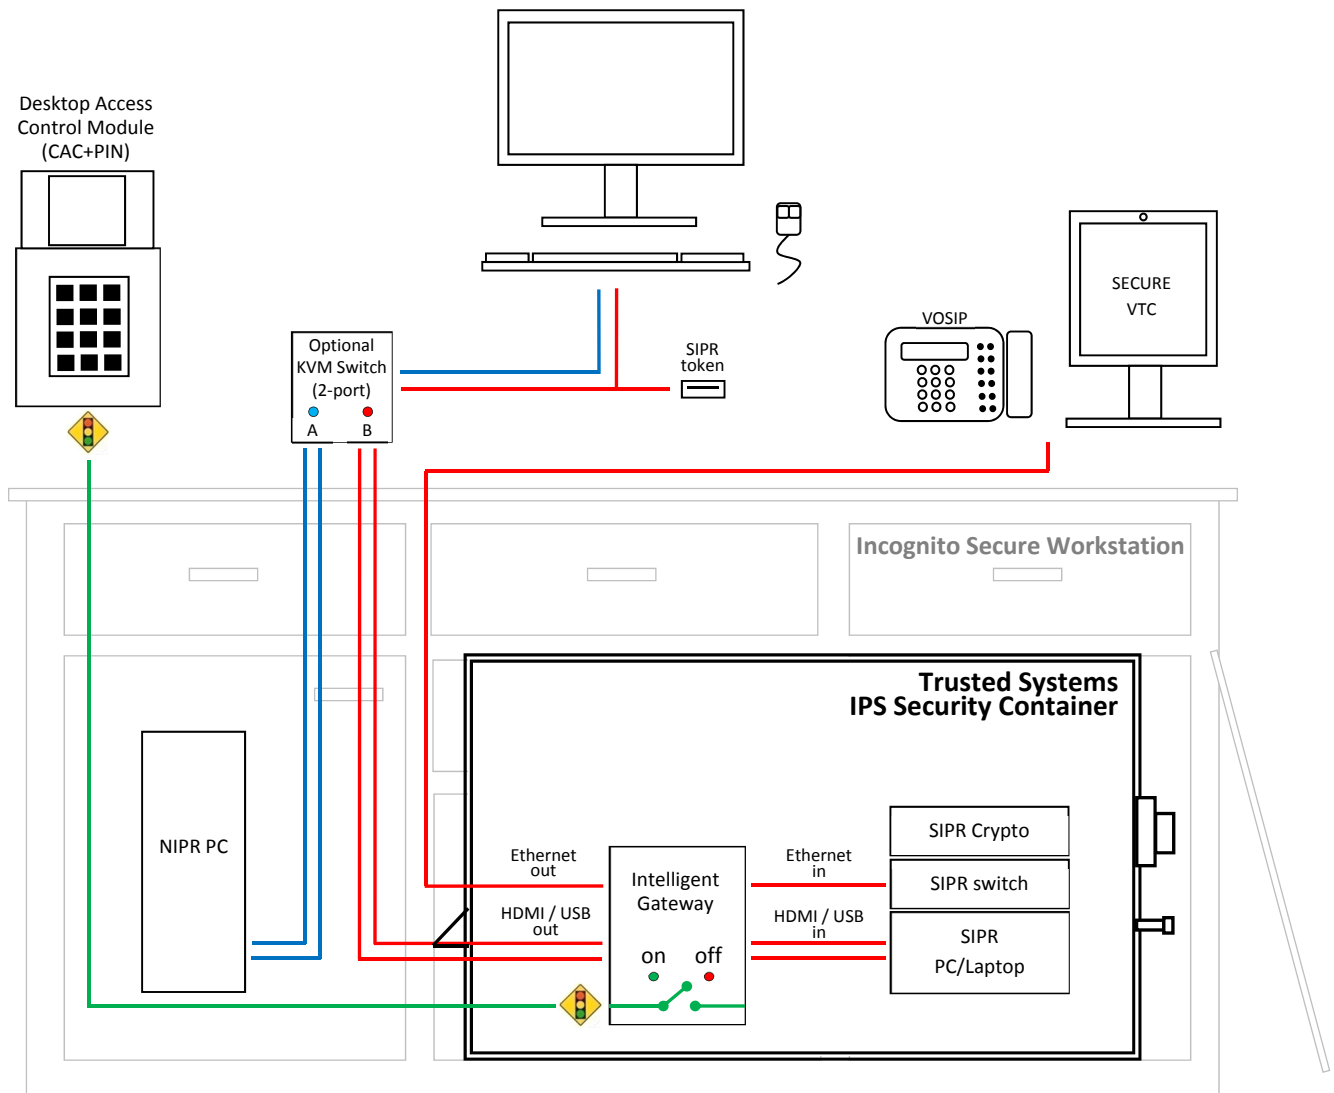 Desktop Access
Control Module
(CAC+PIN)
Optional
KVM Switch
(2-port)
A B
SIPR
token
VOSIP
SECURE
VTC
Incognito Secure Workstation
Trusted Systems
IPS Security Container
NIPR PC
Ethernet
out
HDMI / USB
out
Intelligent
Gateway
on off
Ethernet
in
HDMI / USB
in
SIPR Crypto
SIPR switch
SIPR
PC/Laptop